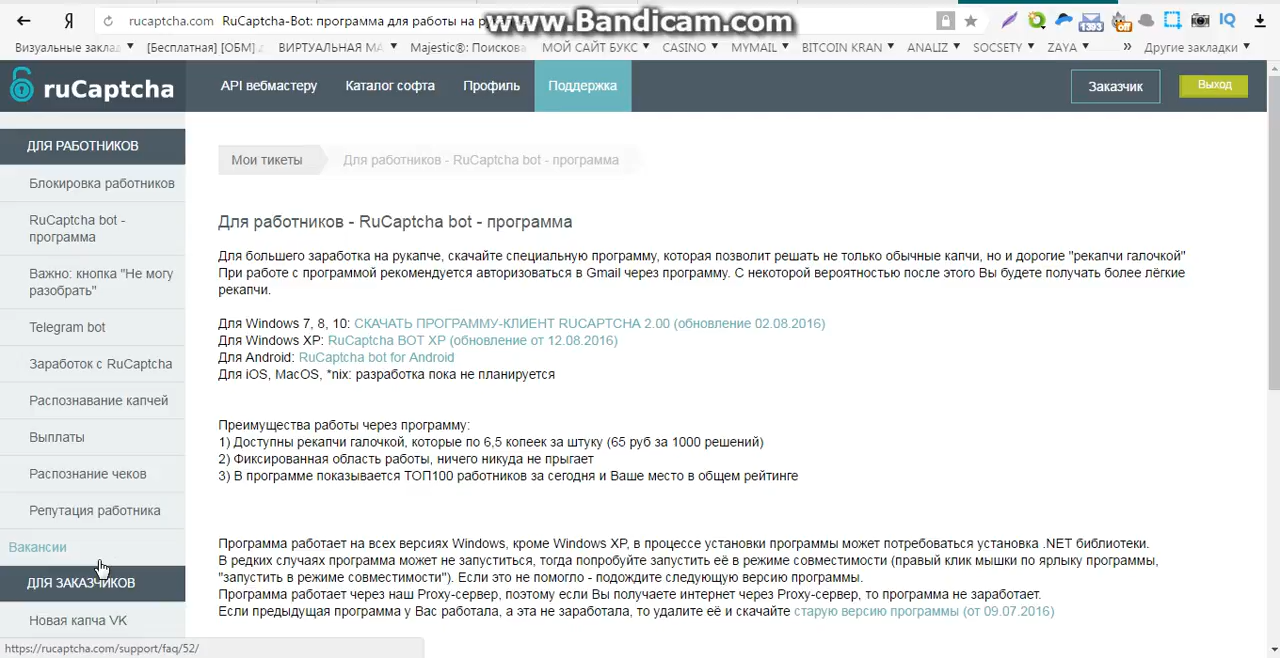 rucaptcha.com RuCaptcha-Bot: программа для работы на р
www.Bandicam.com
Визуальные заклад [Бесплатная] [ОБМ] ВИРТУАЛЬНАЯ МА Majestic®: Поискова МОЙ САЙТ БУКС CASINO MYMAIL BITCOIN KRAN ANALIZ SOCSETY ZAYA » Другие закладки
ruCaptcha
API вебмастеру Каталог софта Профиль Поддержка Заказчик Выход
ДЛЯ РАБОТНИКОВ
Блокировка работников
RuCaptcha bot -
программа
Важно: кнопка "Не могу
разобрать"
Telegram bot
Заработок с RuCaptcha
Распознавание капчей
Выплаты
Распознание чеков
Репутация работника
Вакансии
ДЛЯ ЗАКАЗЧИКОВ
Новая капча VK
https://rucaptcha.com/support/faq/52/
Мои тикеты Для работников - RuCaptcha bot - программа
Для работников - RuCaptcha bot - программа
Для большего заработка на рукапче, скачайте специальную программу, которая позволит решать не только обычные капчи, но и дорогие "рекапчи галочкой"
При работе с программой рекомендуется авторизоваться в Gmail через программу. С некоторой вероятностью после этого Вы будете получать более лёгкие
рекапчи.
Для Windows 7, 8, 10: СКАЧАТЬ ПРОГРАММУ-КЛИЕНТ RUCAPTCHA 2.00 (обновление 02.08.2016)
Для Windows XP: RuCaptcha BOT XP (обновление от 12.08.2016)
Для Android: RuCaptcha bot for Android
Для iOS, MacOS, *nix: разработка пока не планируется
Преимущества работы через программу:
1) Доступны рекапчи галочкой, которые по 6,5 копеек за штуку (65 руб за 1000 решений)
2) Фиксированная область работы, ничего никуда не прыгает
3) В программе показывается ТОП100 работников за сегодня и Ваше место в общем рейтинге
Программа работает на всех версиях Windows, кроме Windows XP, в процессе установки программы может потребоваться установка .NET библиотеки.
В редких случаях программа может не запуститься, тогда попробуйте запустить её в режиме совместимости (правый клик мышки по ярлыку программы,
"запустить в режиме совместимости"). Если это не помогло - подождите следующую версию программы.
Программа работает через наш Proxy-сервер, поэтому если Вы получаете интернет через Proxy-сервер, то программа не заработает.
Если предыдущая программа у Вас работала, а эта не заработала, то удалите её и скачайте старую версию программы (от 09.07.2016)